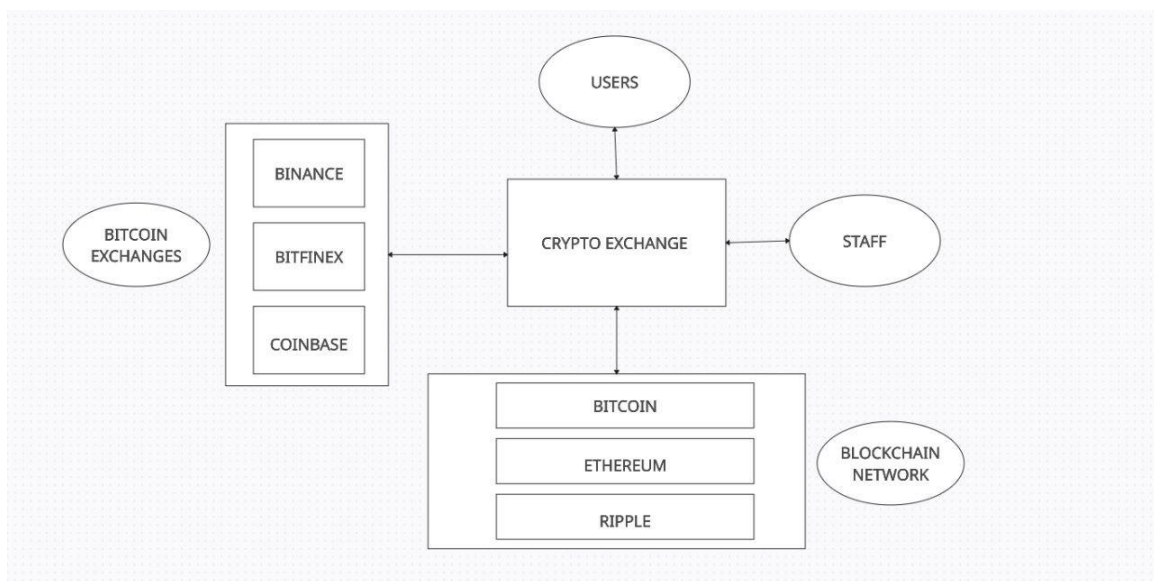 USERS
BINANCE
BITCOIN
EXCHANGES
BITFINEX
COINBASE
CRYPTO EXCHANGE
STAFF
BITCOIN
ETHEREUM
RIPPLE
BLOCKCHAIN
NETWORK